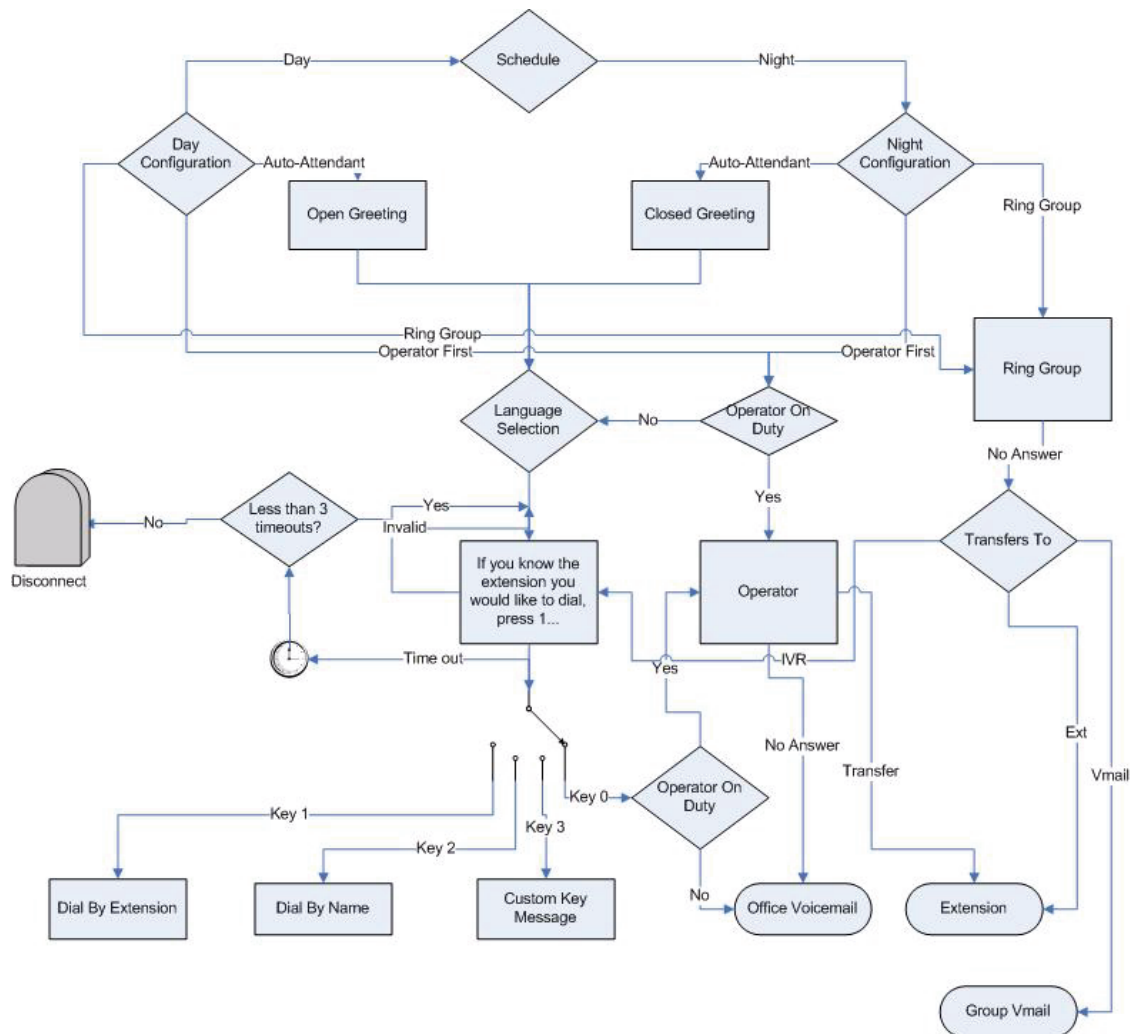 Schedule
Day
Night
Day
Configuration
Night
Configuration
Auto-Attendant
Auto-Attendant
Open Greeting
Closed Greeting
Ring Group
Ring Group
Operator First
Operator First
Ring Group
Language
Selection
No
Operator On
Duty
No Answer
Yes
Less than 3
timeouts?
Yes
No
Invalid
Transfers To
Disconnect
If you know the
extension you
would like to dial,
press 1...
Operator
Time out
Yes
IVR
Ext
No Answer
Transfer
Vmail
Operator On
Duty
Key 0
Key 1
Key 3
Key 2
No
Dial By Extension
Dial By Name
Custom Key
Message
Office Voicemail
Extension
Group Vmail